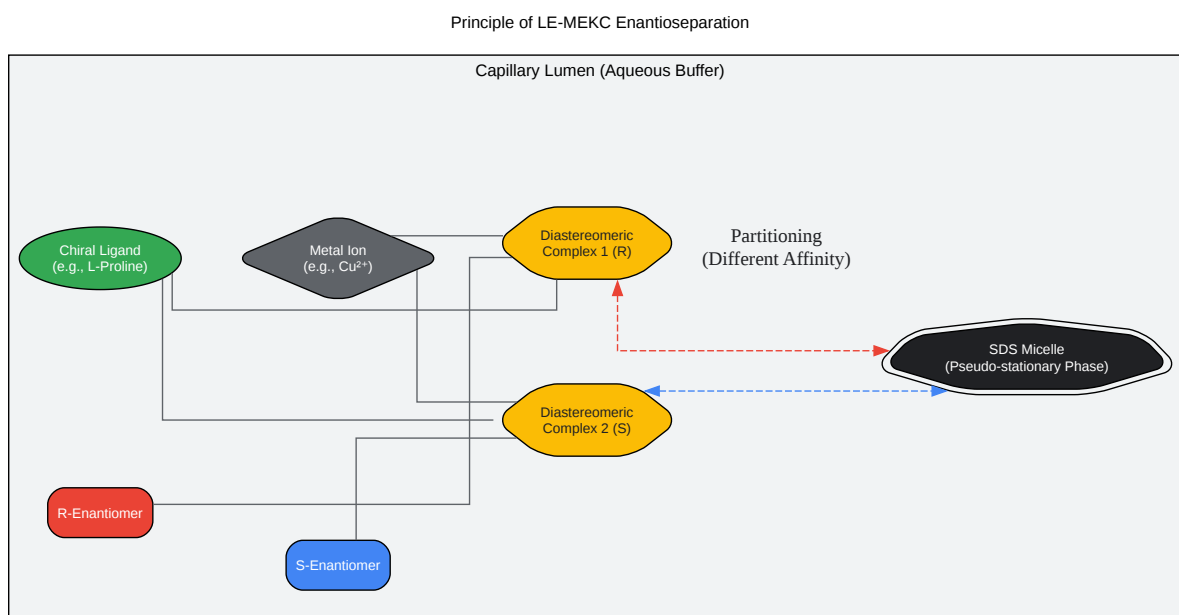 Principle of LE-MEKC Enantioseparation
Capillary Lumen (Aqueous Buffer)
Chiral Ligand
(e.g., L-Proline)
Metal Ion
(e.g., Cu²⁺)
Diastereomeric
Complex 1 (R)
Partitioning
(Different Affinity)
SDS Micelle
(Pseudo-stationary Phase)
Diastereomeric
Complex 2 (S)
R-Enantiomer
S-Enantiomer